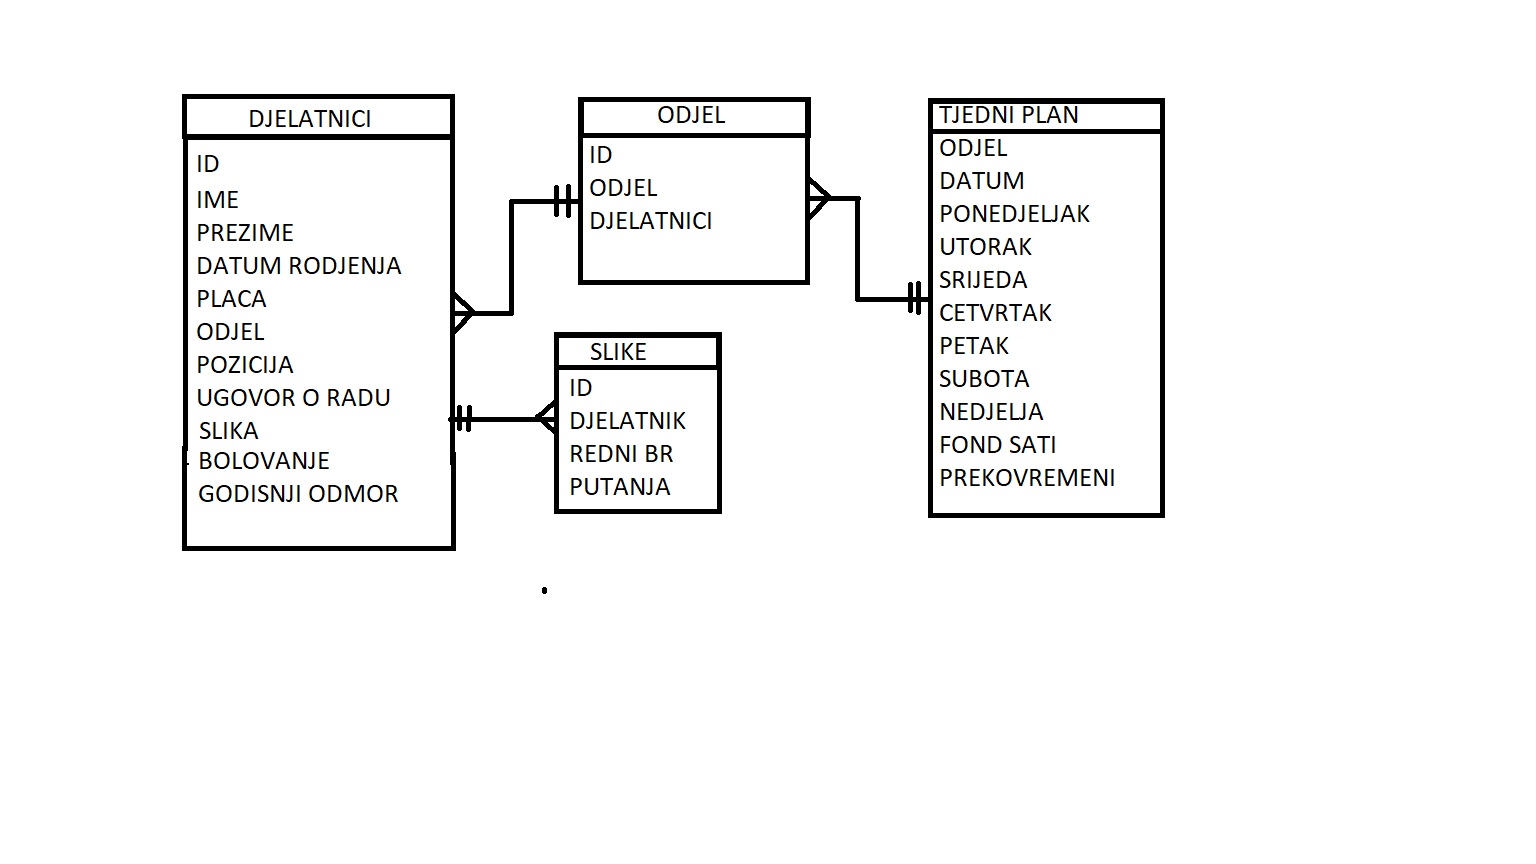 DJELATNICI
ID
IME
PREZIME
DATUM RODJENJA
PLACA
ODJEL
POZICIJA
UGOVOR O RADU
SLIKA
BOLOVANJE
GODISNJI ODMOR
ODJEL
ID
ODJEL
DJELATNICI
SLIKE
ID
DJELATNIK
REDNI BR
PUTANJA
TJEDNI PLAN
ODJEL
DATUM
PONEDJELJAK
UTORAK
SRIJEDA
CETVRTAK
PETAK
SUBOTA
NEDJELJA
FOND SATI
PREKOVREMENI